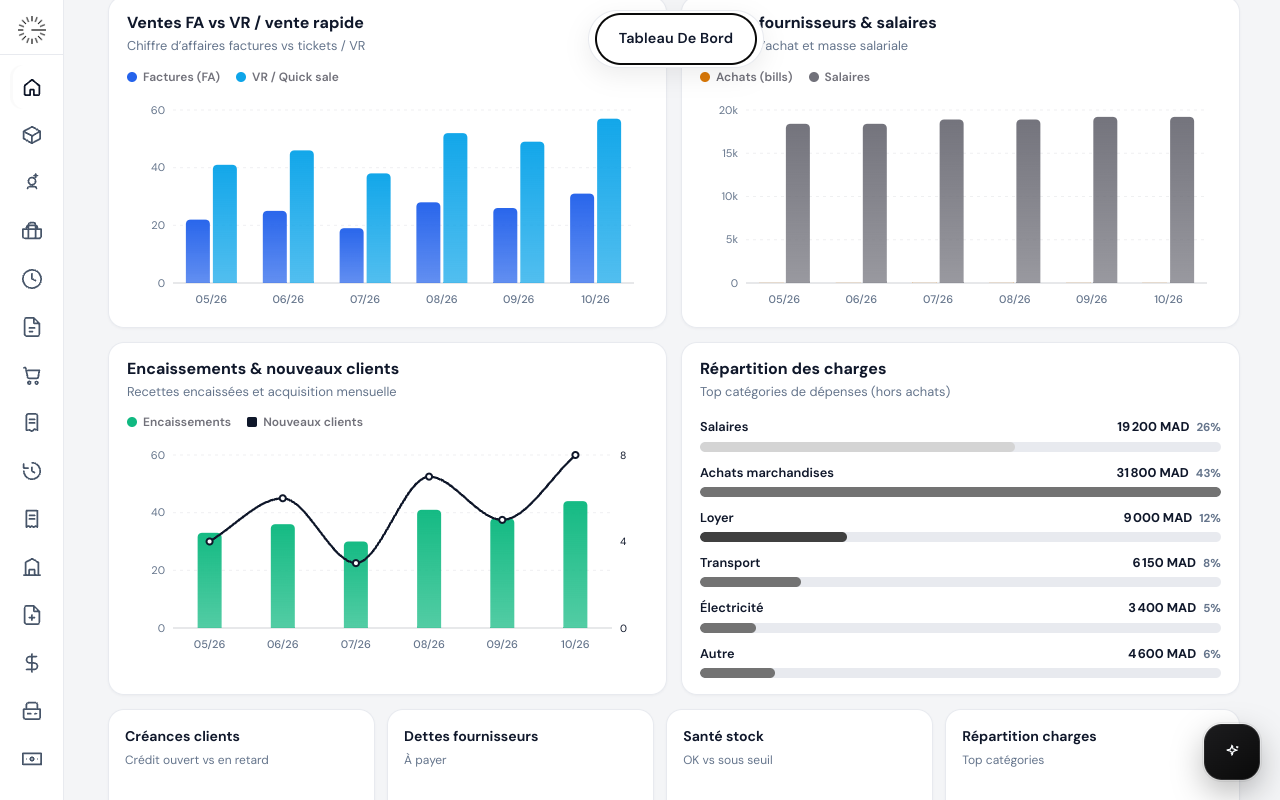 Ventes FA vs VR / vente rapide
Chiffre d'affaires factures vs tickets / VR
Factures (FA) VR / Quick sale
60
40
20
0
05/26 06/26 07/26 08/26 09/26 10/26
Tableau De Bord
fournisseurs & salaires
'achat et masse salariale
Achats (bills) Salaires
20k
15k
10k
5k
0
05/26 06/26 07/26 08/26 09/26 10/26
Encaissements & nouveaux clients
Recettes encaissées et acquisition mensuelle
Encaissements Nouveaux clients
60 8
40
4
20
0 0
05/26 06/26 07/26 08/26 09/26 10/26
Répartition des charges
Top catégories de dépenses (hors achats)
Salaires 19 200 MAD 26%
Achats marchandises 31 800 MAD 43%
Loyer 9 000 MAD 12%
Transport 6 150 MAD 8%
Électricité 3 400 MAD 5%
Autre 4 600 MAD 6%
Créances clients
Crédit ouvert vs en retard
Dettes fournisseurs
À payer
Santé stock
OK vs sous seuil
Répartition charges
Top catégories